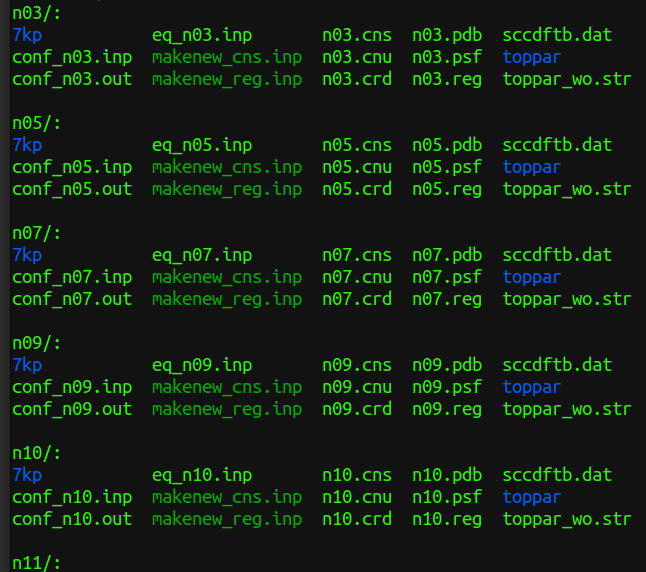 n03/:
7kp eq_n03.inp n03.cns n03.pdb sccdftb.dat
conf_n03.inp makenew_cns.inp n03.cnu n03.psf toppar
conf_n03.out makenew_reg.inp n03.crd n03.reg toppar_wo.str
n05/:
7kp eq_n05.inp n05.cns n05.pdb sccdftb.dat
conf_n05.inp makenew_cns.inp n05.cnu n05.psf toppar
conf_n05.out makenew_reg.inp n05.crd n05.reg toppar_wo.str
n07/:
7kp eq_n07.inp n07.cns n07.pdb sccdftb.dat
conf_n07.inp makenew_cns.inp n07.cnu n07.psf toppar
conf_n07.out makenew_reg.inp n07.crd n07.reg toppar_wo.str
n09/:
7kp eq_n09.inp n09.cns n09.pdb sccdftb.dat
conf_n09.inp makenew_cns.inp n09.cnu n09.psf toppar
conf_n09.out makenew_reg.inp n09.crd n09.reg toppar_wo.str
n10/:
7kp eq_n10.inp n10.cns n10.pdb sccdftb.dat
conf_n10.inp makenew_cns.inp n10.cnu n10.psf toppar
conf_n10.out makenew_reg.inp n10.crd n10.reg toppar_wo.str
n11/: